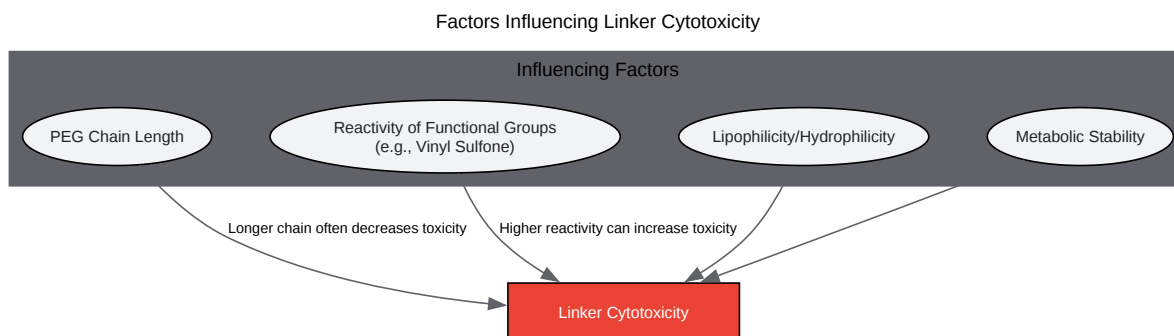 Factors Influencing Linker Cytotoxicity
Influencing Factors
PEG Chain Length
Reactivity of Functional Groups
(e.g., Vinyl Sulfone)
Lipophilicity/Hydrophilicity
Metabolic Stability
Longer chain often decreases toxicity
Higher reactivity can increase toxicity
Linker Cytotoxicity